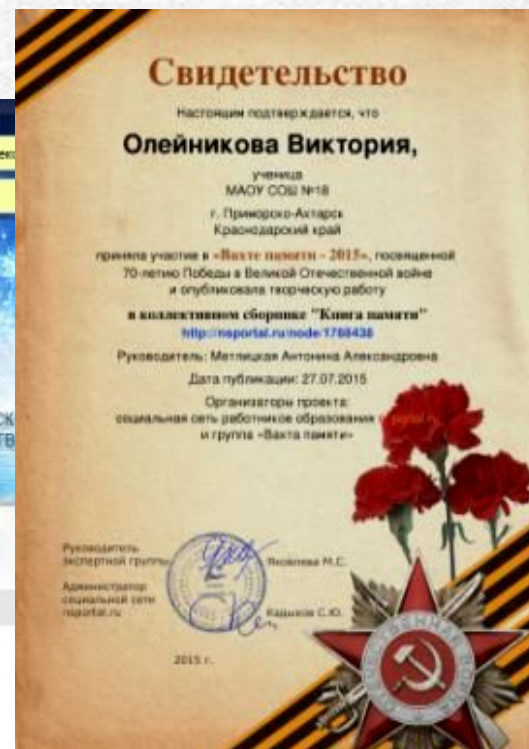 Свидетельство
Настоящим подтверждается, что
Олейникова Виктория,
ученица
МАОУ СОШ №18
г. Приморско-Ахтарск
Краснодарский край
приняла участие в «Вахте памяти - 2015», посвященной
70-летию Победы в Великой Отечественной войне
и опубликовала творческую работу
в коллективном сборнике "Книга памяти"
http://nsportal.ru/node/1788438
Руководитель: Метлицкая Антонина Александровна
Дата публикации: 27.07.2015
Организаторы проекта:
социальная сеть работников образования
и группа «Вахта памяти»
Руководитель
экспертной группы
Яковлева М.С.
Администратор
социальной сети
nsportal.ru
Кадыков С.Ю.
2015 г.